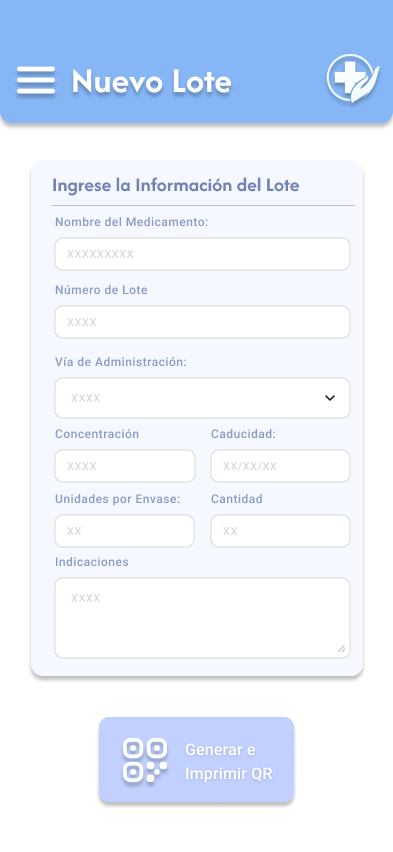 Nuevo Lote
Ingrese la Información del Lote
Nombre del Medicamento:
XXXXXXXXX
Número de Lote
XXXX
Vía de Administración:
XXXX
Concentración
Caducidad:
XXXX
XX/XX/XX
Unidades por Envase:
Cantidad
XX
XX
Indicaciones
XXXX
Generar e
Imprimir QR